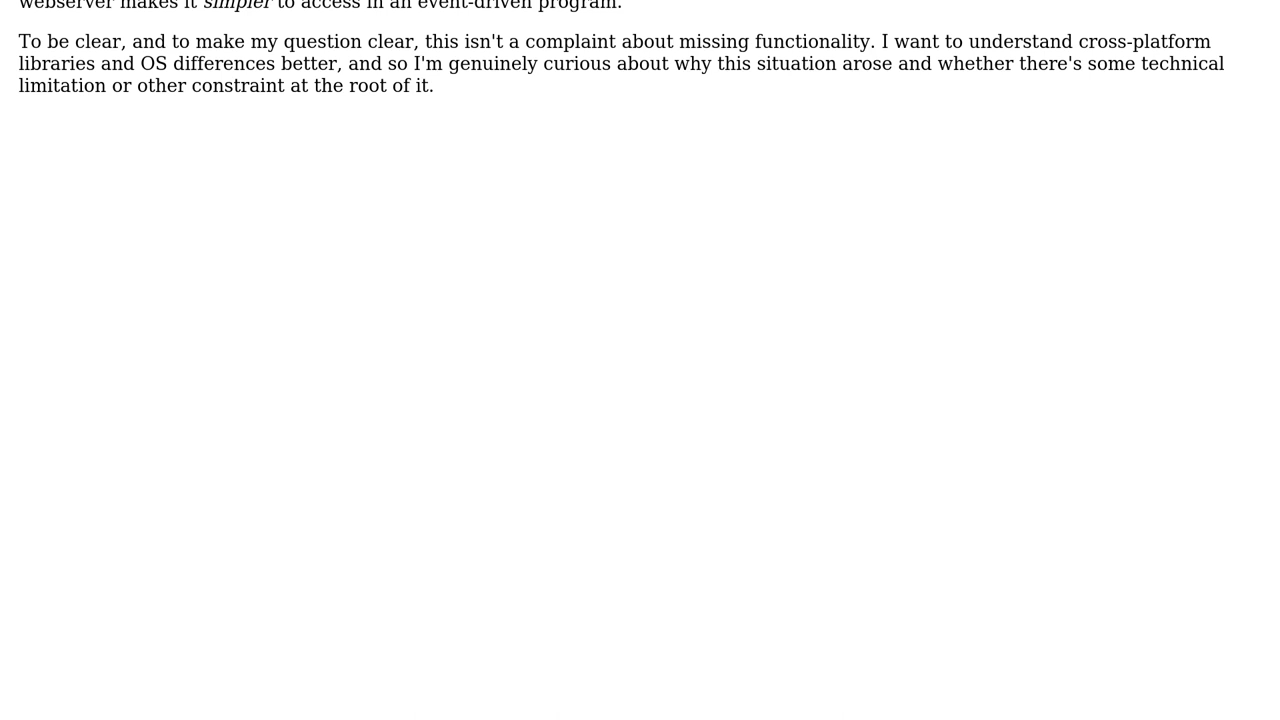 webserver makes it simpler to access in an event-driven program.
To be clear, and to make my question clear, this isn't a complaint about missing functionality. I want to understand cross-platform
libraries and OS differences better, and so I'm genuinely curious about why this situation arose and whether there's some technical
limitation or other constraint at the root of it.